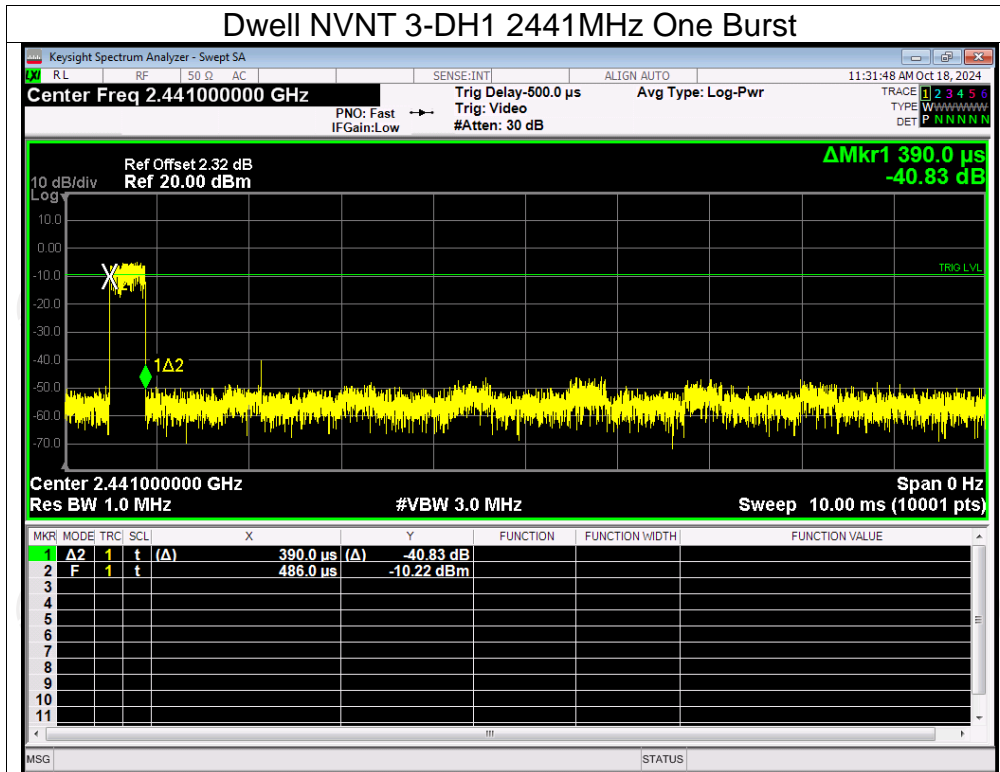 Dwell NVNT 3-DH1 2441MHz One Burst
Keysight Spectrum Analyzer - Swept SA
LXI RL RF 50 Ω AC SENSE:INT ALIGN AUTO 11:31:48 AM Oct 18, 2024
Center Freq 2.441000000 GHz Trig Delay-500.0 µs Avg Type: Log-Pwr TRACE 1 2 3 4 5 6
PNO: Fast Trig: Video TYPE WWWWWW
IFGain:Low #Atten: 30 dB DET P N N N N N
ΔMkr1 390.0 µs
-40.83 dB
Ref Offset 2.32 dB
10 dB/div Ref 20.00 dBm
Log
10.0
0.00
-10.0
TRIG LVL
-20.0
-30.0
-40.0
1Δ2
-50.0
-60.0
-70.0
Center 2.441000000 GHz Span 0 Hz
Res BW 1.0 MHz #VBW 3.0 MHz Sweep 10.00 ms (10001 pts)
MKR MODE TRC SCL X Y FUNCTION FUNCTION WIDTH FUNCTION VALUE
1 Δ2 1 t (Δ) 390.0 µs (Δ) -40.83 dB
2 F 1 t 486.0 µs -10.22 dBm
3
4
5
6
7
8
9
10
11
MSG STATUS